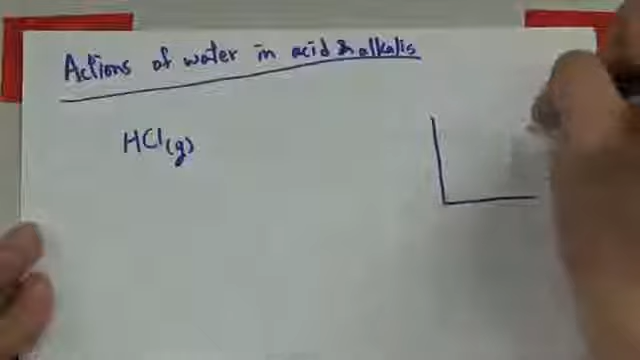 Actions of water in acid & alkalis
HCl(g)